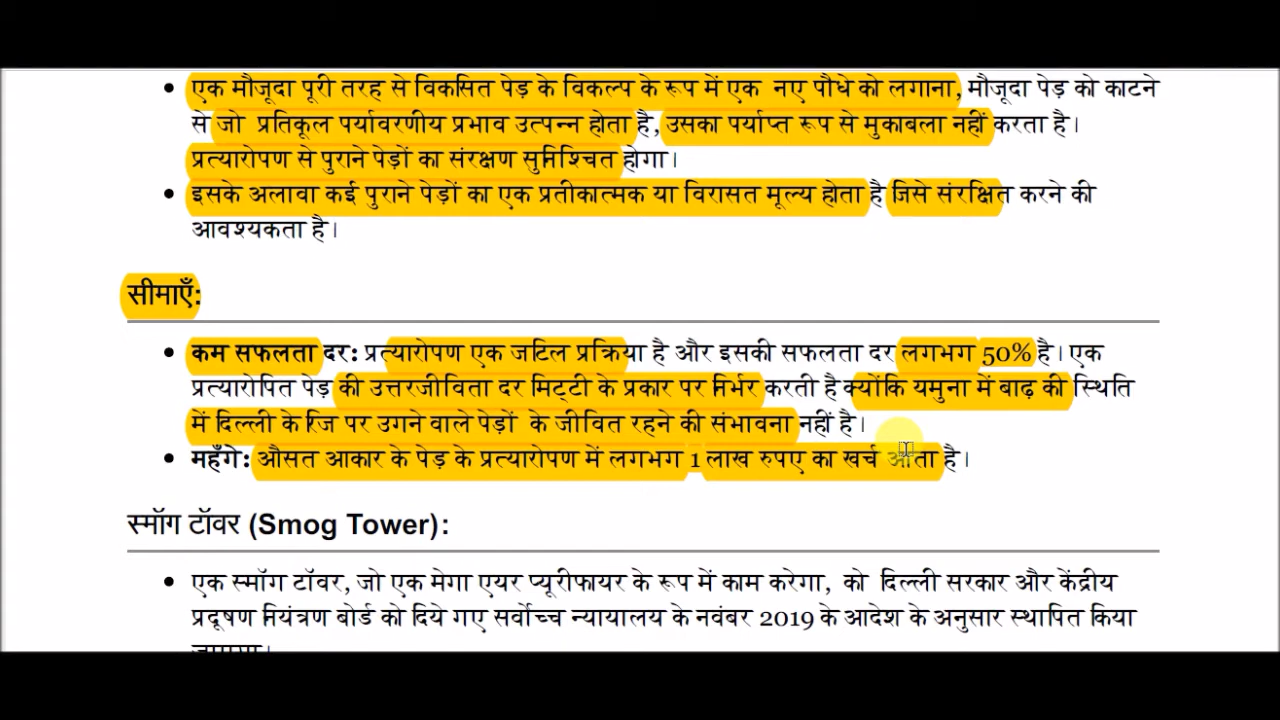 एक मौजूदा पूरी तरह से विकसित पेड़ के विकल्प के रूप में एक नए पौधे को लगाना, मौजूदा पेड़ को काटने
से जो प्रतिकूल पर्यावरणीय प्रभाव उत्पन्न होता है, उसका पर्याप्त रूप से मुकाबला नहीं करता है।
प्रत्यारोपण से पुराने पेड़ों का संरक्षण सुनिश्चित होगा।
इसके अलावा कई पुराने पेड़ों का एक प्रतीकात्मक या विरासत मूल्य होता है जिसे संरक्षित करने की
आवश्यकता है।
सीमाएँ:
कम सफलता दर: प्रत्यारोपण एक जटिल प्रक्रिया है और इसकी सफलता दर लगभग 50% है। एक
प्रत्यारोपित पेड़ की उत्तरजीविता दर मिट्टी के प्रकार पर निर्भर करती है क्योंकि यमुना में बाढ़ की स्थिति
में दिल्ली के रिज पर उगने वाले पेड़ों के जीवित रहने की संभावना नहीं है।
महँगे: औसत आकार के पेड़ के प्रत्यारोपण में लगभग 1 लाख रुपए का खर्च आता है।
स्मॉग टॉवर (Smog Tower):
एक स्मॉग टॉवर, जो एक मेगा एयर प्यूरीफायर के रूप में काम करेगा, को दिल्ली सरकार और केंद्रीय
प्रदूषण नियंत्रण बोर्ड को दिये गए सर्वोच्च न्यायालय के नवंबर 2019 के आदेश के अनुसार स्थापित किया